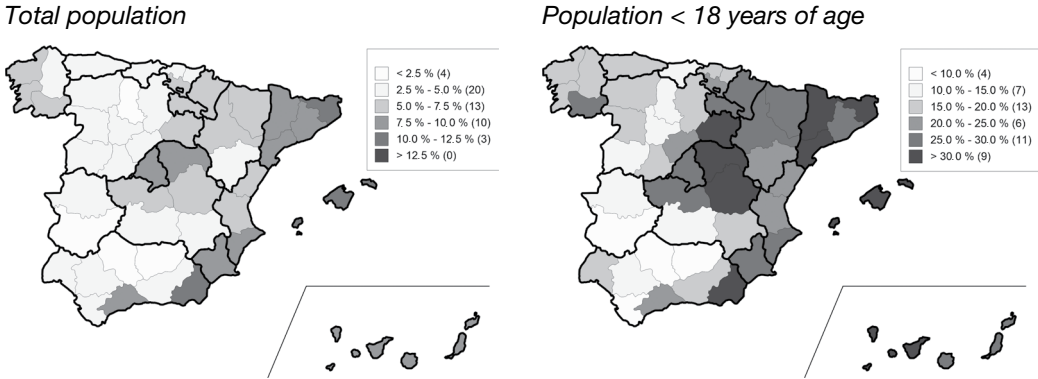 Total population
< 2.5 % (4)
2.5 % - 5.0 % (20)
5.0 % - 7.5 % (13)
7.5 % - 10.0 % (10)
10.0 % - 12.5 % (3)
> 12.5 % (0)
Population < 18 years of age
< 10.0 % (4)
10.0 % - 15.0 % (7)
15.0 % - 20.0 % (13)
20.0 % - 25.0 % (6)
25.0 % - 30.0 % (11)
> 30.0 % (9)